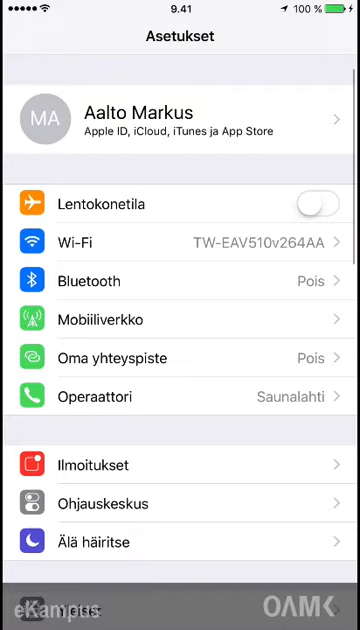 9.41
100 %
Asetukset
MA
Aalto Markus
Apple ID, iCloud, iTunes ja App Store
Lentokonetila
Wi-Fi TW-EAV510v264AA
Bluetooth Pois
Mobiiliverkko
Oma yhteyspiste Pois
Operaattori Saunalahti
Ilmoitukset
Ohjauskeskus
Älä häiritse
eKampus OAMK